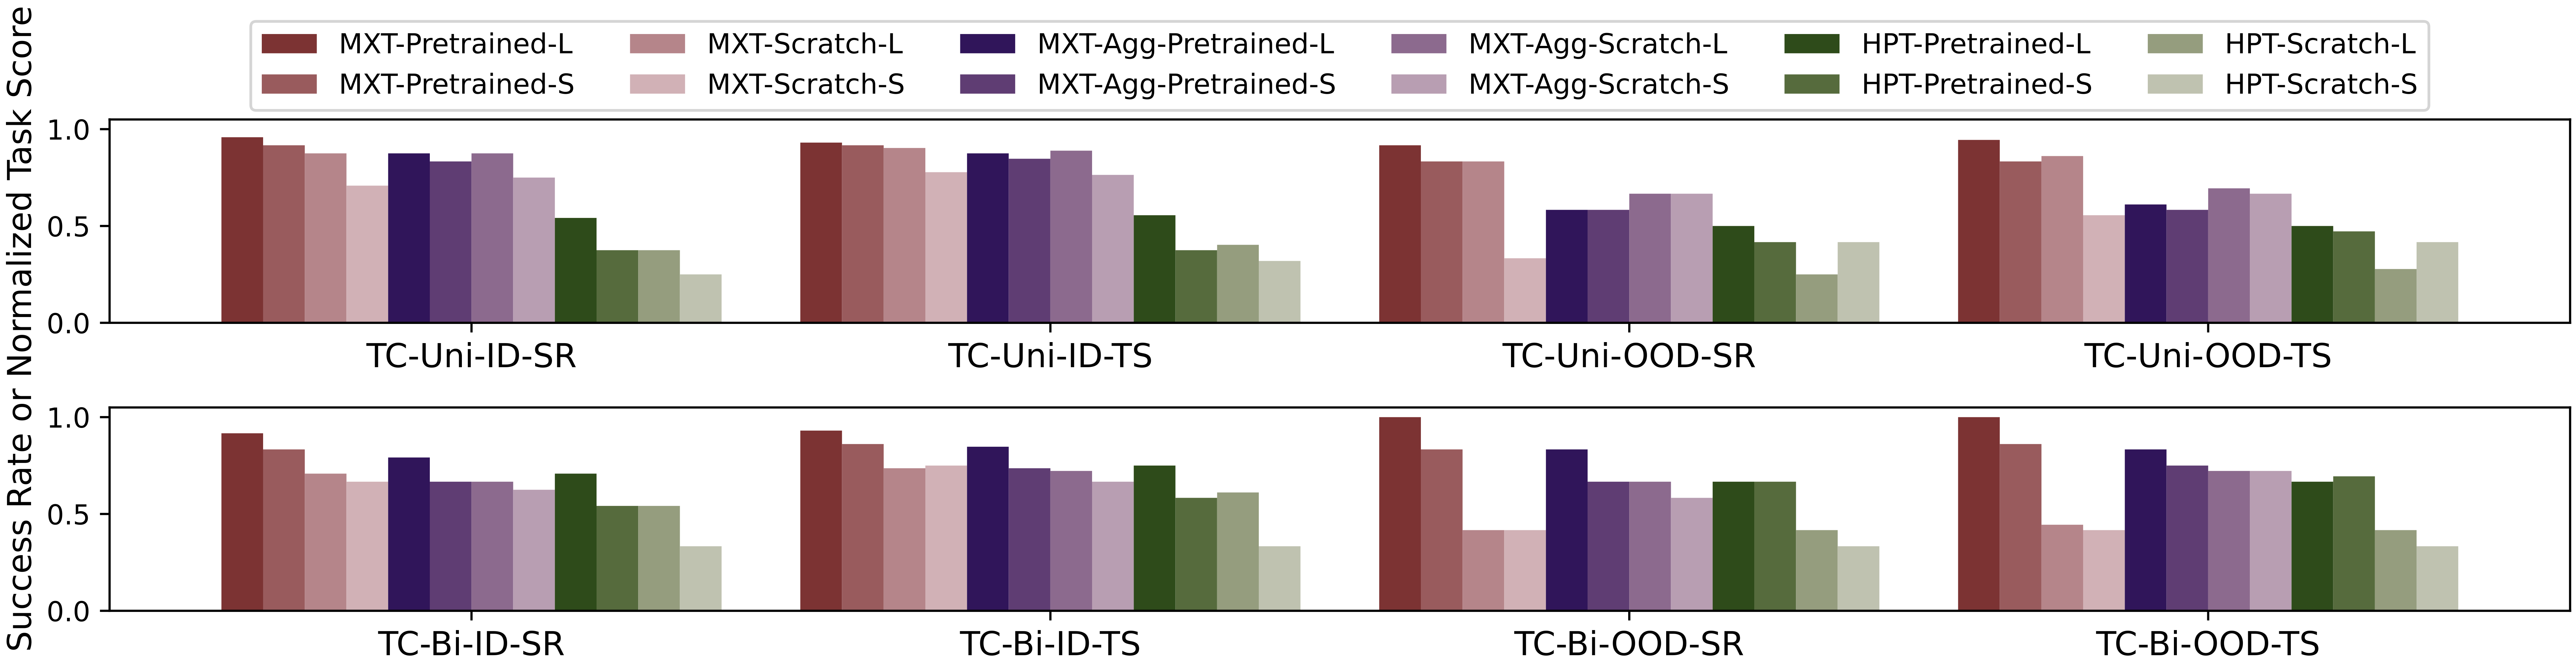 Success Rate or Normalized Task Score
MXT-Pretrained-L MXT-Scratch-L MXT-Agg-Pretrained-L MXT-Agg-Scratch-L HPT-Pretrained-L HPT-Scratch-L
MXT-Pretrained-S MXT-Scratch-S MXT-Agg-Pretrained-S MXT-Agg-Scratch-S HPT-Pretrained-S HPT-Scratch-S
1.0
0.5
0.0
TC-Uni-ID-SR TC-Uni-ID-TS TC-Uni-OOD-SR TC-Uni-OOD-TS
1.0
0.5
0.0
TC-Bi-ID-SR TC-Bi-ID-TS TC-Bi-OOD-SR TC-Bi-OOD-TS